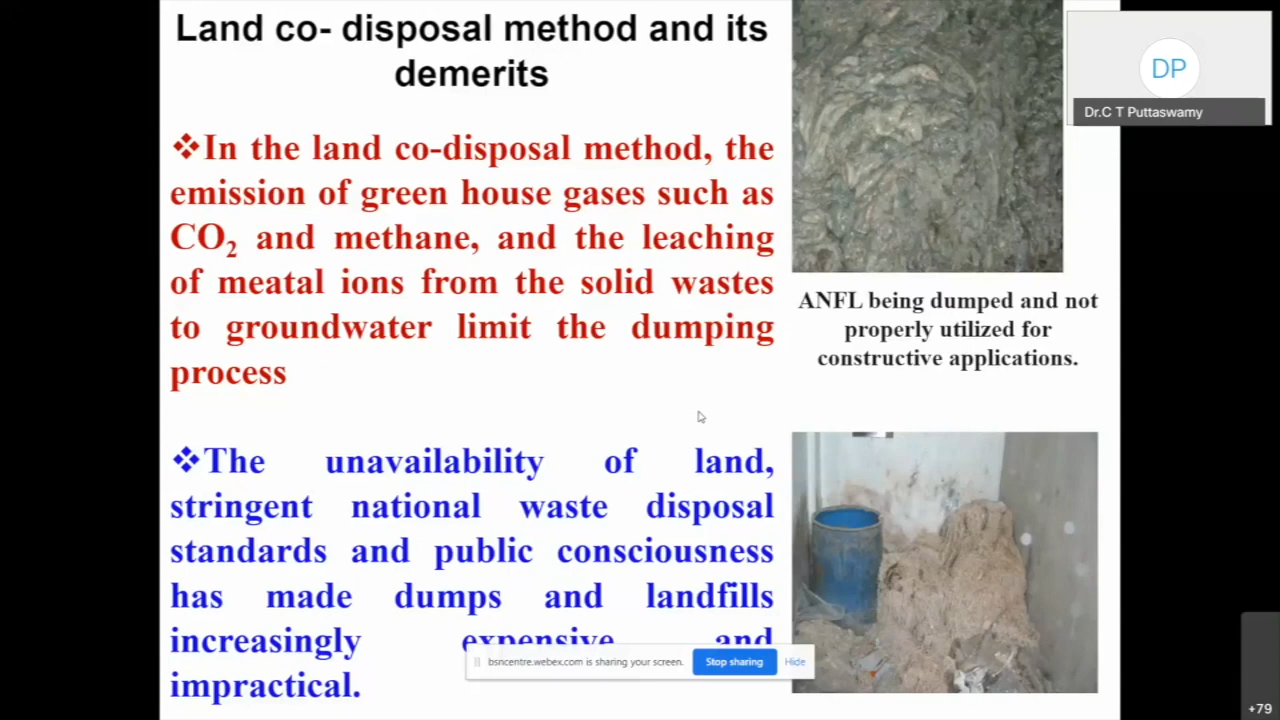 Land co- disposal method and its
demerits
❖In the land co-disposal method, the
emission of green house gases such as
CO₂ and methane, and the leaching
of meatal ions from the solid wastes
to groundwater limit the dumping
process
❖The unavailability of land,
stringent national waste disposal
standards and public consciousness
has made dumps and landfills
increasingly expensive and
impractical.
ANFL being dumped and not
properly utilized for
constructive applications.
DP
Dr.C T Puttaswamy
bsncentre.webex.com is sharing your screen.
Stop sharing
Hide
+79